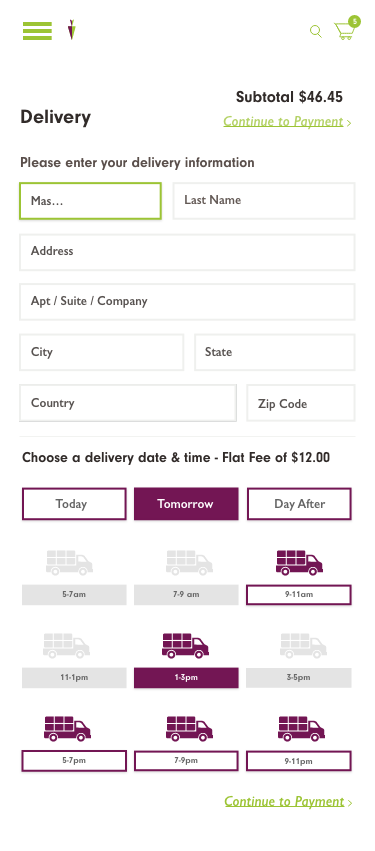 5
Subtotal $46.45
Delivery
Continue to Payment >
Please enter your delivery information
Mas...
Last Name
Address
Apt / Suite / Company
City
State
Country
Zip Code
Choose a delivery date & time - Flat Fee of $12.00
Today
Tomorrow
Day After
5-7am
7-9 am
9-11am
11-1pm
1-3pm
3-5pm
5-7pm
7-9pm
9-11pm
Continue to Payment >